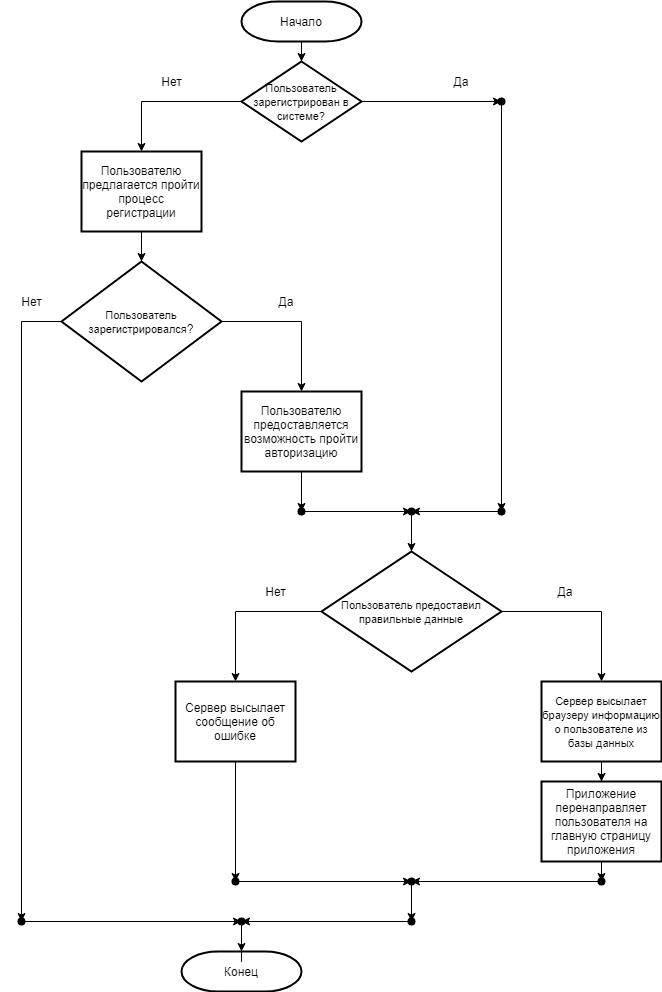 Начало
Нет
Да
Пользователь
зарегистрирован в
системе?
Пользователю
предлагается пройти
процесс
регистрации
Нет
Да
Пользователь
зарегистрировался?
Пользователю
предоставляется
возможность пройти
авторизацию
Нет
Да
Пользователь предоставил
правильные данные
Сервер высылает
сообщение об
ошибке
Сервер высылает
браузеру информацию
о пользователе из
базы данных
Приложение
перенаправляет
пользователя на
главную страницу
приложения
Конец